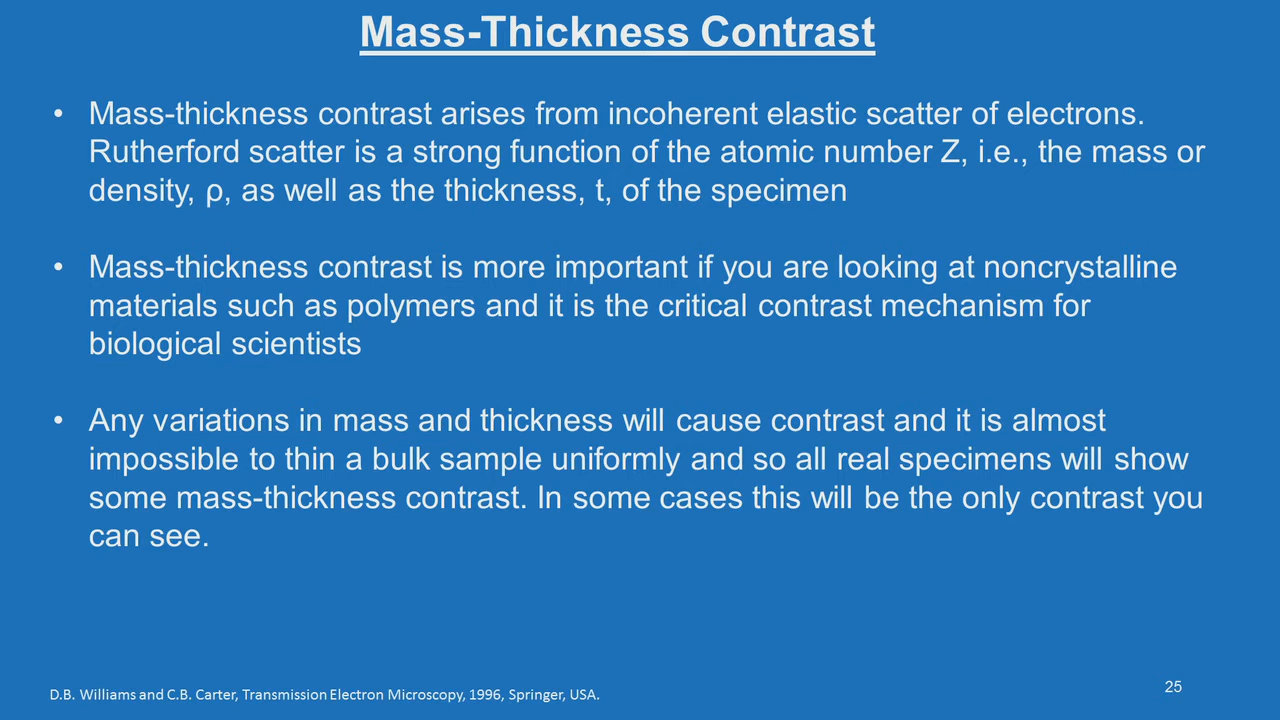 Mass-Thickness Contrast
• Mass-thickness contrast arises from incoherent elastic scatter of electrons.
Rutherford scatter is a strong function of the atomic number Z, i.e., the mass or
density, ρ, as well as the thickness, t, of the specimen
• Mass-thickness contrast is more important if you are looking at noncrystalline
materials such as polymers and it is the critical contrast mechanism for
biological scientists
• Any variations in mass and thickness will cause contrast and it is almost
impossible to thin a bulk sample uniformly and so all real specimens will show
some mass-thickness contrast. In some cases this will be the only contrast you
can see.
D.B. Williams and C.B. Carter, Transmission Electron Microscopy, 1996, Springer, USA.
25